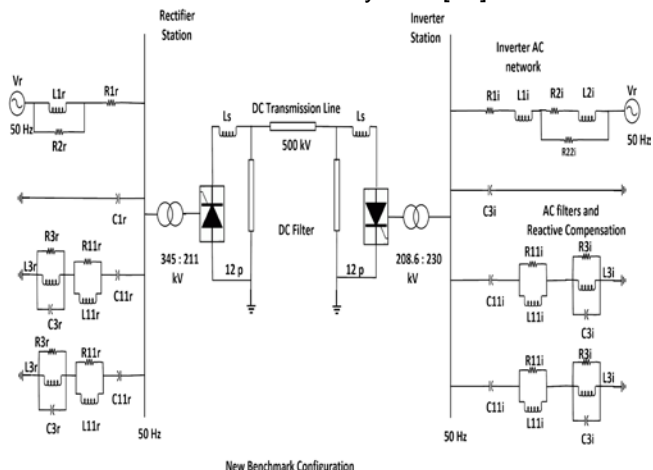 Rectifier
Station
Inverter
Station
Inverter AC
network
Vr
L1r
R1r
R2r
50 Hz
Ls
DC Transmission Line
500 kV
Ls
R1i
L1i
R2i
L2i
R22i
Vr
50 Hz
C1r
C3i
345 : 211
kV
12 p
DC Filter
12 p
208.6 : 230
kV
AC filters and
Reactive Compensation
R3r
L3r
R11r
L11r
C3r
C11r
R3r
L3r
R11r
L11r
C3r
C11r
50 Hz
R11i
C11i
L11i
R3i
L3i
C3i
R11i
C11i
L11i
R3i
L3i
C3i
50 Hz
New Benchmark Configuration